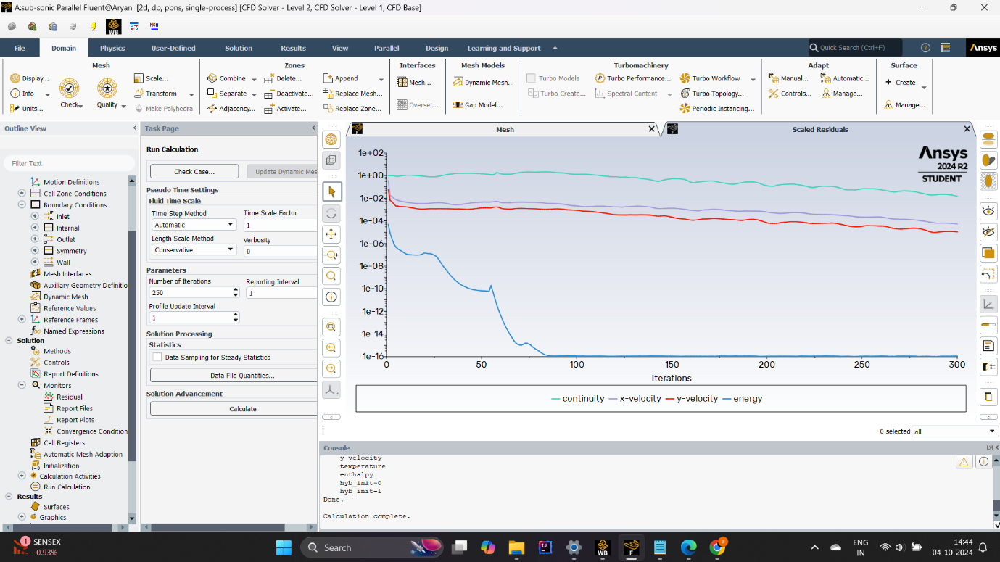 A:sub-sonic Parallel Fluent@Aryan [2d, dp, pbns, single-process] [CFD Solver - Level 2, CFD Solver - Level 1, CFD Base]
WB
File Domain Physics User-Defined Solution Results View Parallel Design Learning and Support Quick Search (Ctrl+F) Ansys
Mesh Zones Interfaces Mesh Models Turbomachinery Adapt Surface
Display... Scale... Combine Delete... Append Mesh... Dynamic Mesh... Turbo Models Turbo Performance... Turbo Workflow Manual... Automatic... Create
Info Check Quality Transform Separate Deactivate... Replace Mesh... Turbo Create... Spectral Content Turbo Topology... Controls... Manage...
Units... Make Polyhedra Adjacency... Activate... Replace Zone... Overset... Gap Model... Periodic Instancing... Manage...
Outline View
Filter Text
Motion Definitions
Cell Zone Conditions
Boundary Conditions
Inlet
Internal
Outlet
Symmetry
Wall
Mesh Interfaces
Auxiliary Geometry Definitio
Dynamic Mesh
Reference Values
Reference Frames
Named Expressions
Solution
Methods
Controls
Report Definitions
Monitors
Residual
Report Files
Report Plots
Convergence Condition
Cell Registers
Automatic Mesh Adaption
Initialization
Calculation Activities
Run Calculation
Results
Surfaces
Graphics
Task Page
Run Calculation
Check Case... Update Dynamic Mes
Pseudo Time Settings
Fluid Time Scale
Time Step Method Time Scale Factor
Automatic 1
Length Scale Method Verbosity
Conservative 0
Parameters
Number of Iterations Reporting Interval
250 1
Profile Update Interval
1
Solution Processing
Statistics
Data Sampling for Steady Statistics
Data File Quantities...
Solution Advancement
Calculate
Mesh
Scaled Residuals
Ansys
2024 R2
STUDENT
1e+02
1e+00
1e-02
1e-04
1e-06
1e-08
1e-10
1e-12
1e-14
1e-16
0 50 100 150 200 250 300
Iterations
continuity x-velocity y-velocity energy
0 selected all
Console
y-velocity
temperature
enthalpy
hyb_init-0
hyb_init-1
Done.
Calculation complete.
1 SENSEX
-0.93%
Search
WB
F
ENG
IN
14:44
04-10-2024